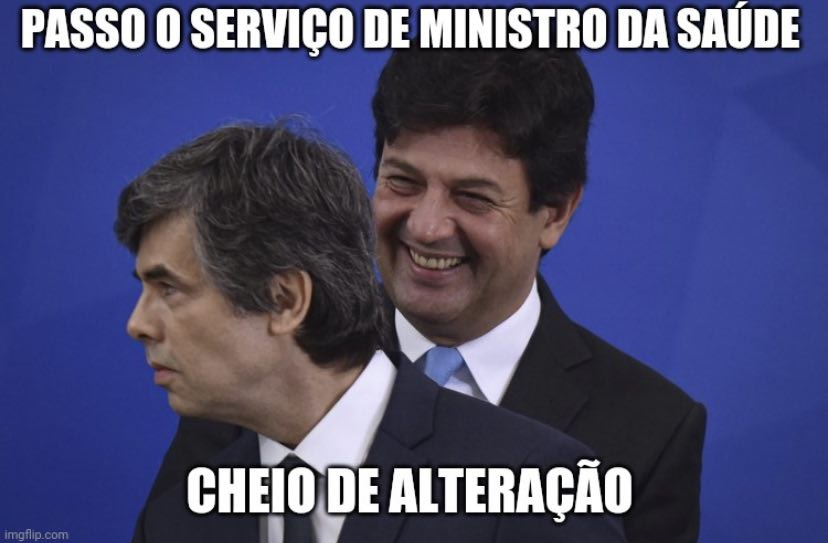 PASSO O SERVIÇO DE MINISTRO DA SAÚDE
CHEIO DE ALTERAÇÃO
imgflip.com